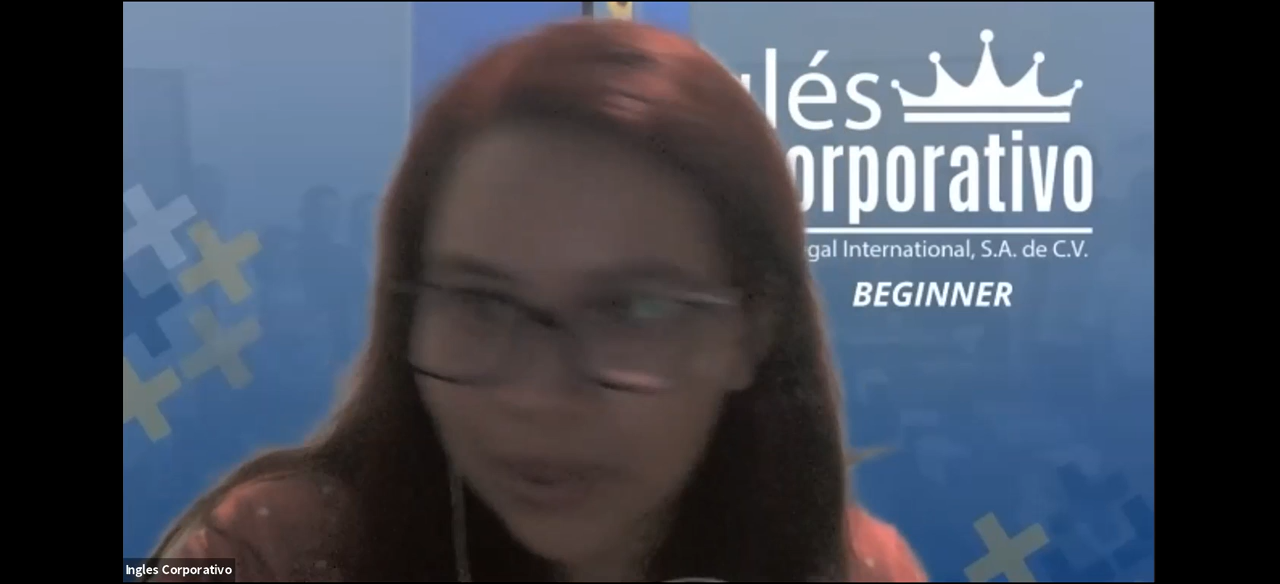 lés
orporativo
gal International, S.A. de C.V.
BEGINNER
Ingles Corporativo